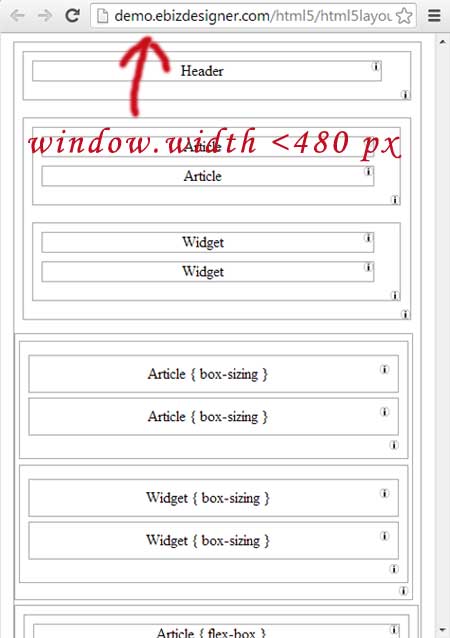 demo.ebizdesigner.com/html5/html5layou
Header
window.width <480 px
Article
Article
Widget
Widget
Article { box-sizing }
Article { box-sizing }
Widget { box-sizing }
Widget { box-sizing }
Article { flex-box }